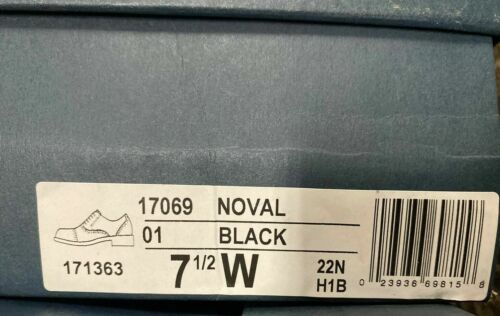 17069 NOVAL
01 BLACK
171363 7 1/2 W 22N
H1B
0 23936 69815 8